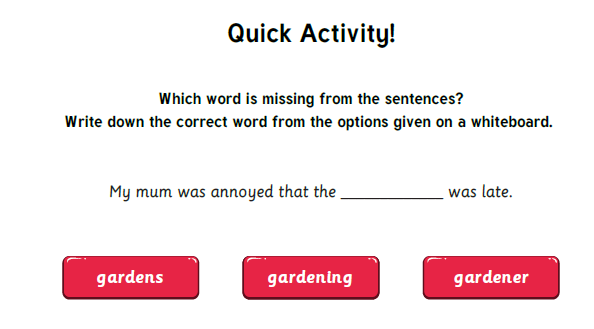 Quick Activity!
Which word is missing from the sentences?
Write down the correct word from the options given on a whiteboard.
My mum was annoyed that the ____________ was late.
gardens
gardening
gardener